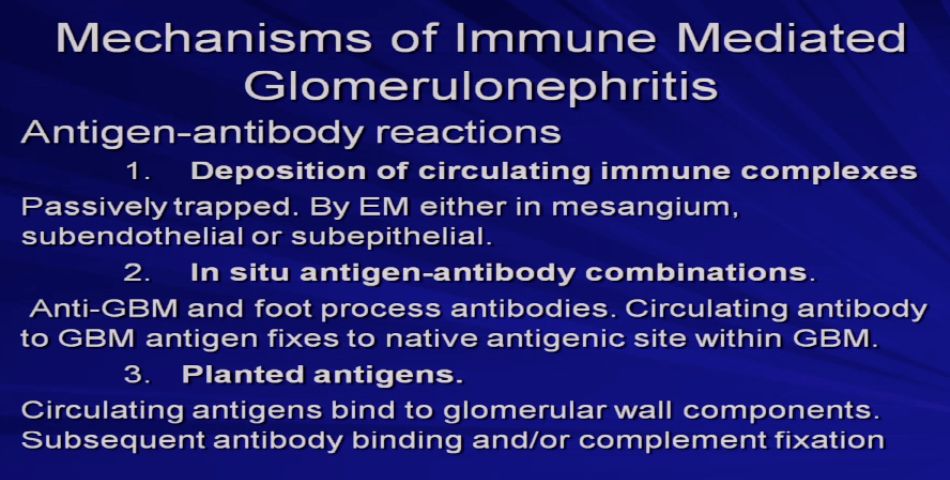 Mechanisms of Immune Mediated
Glomerulonephritis
Antigen-antibody reactions
1. Deposition of circulating immune complexes
Passively trapped. By EM either in mesangium,
subendothelial or subepithelial.
2. In situ antigen-antibody combinations.
Anti-GBM and foot process antibodies. Circulating antibody
to GBM antigen fixes to native antigenic site within GBM.
3. Planted antigens.
Circulating antigens bind to glomerular wall components.
Subsequent antibody binding and/or complement fixation